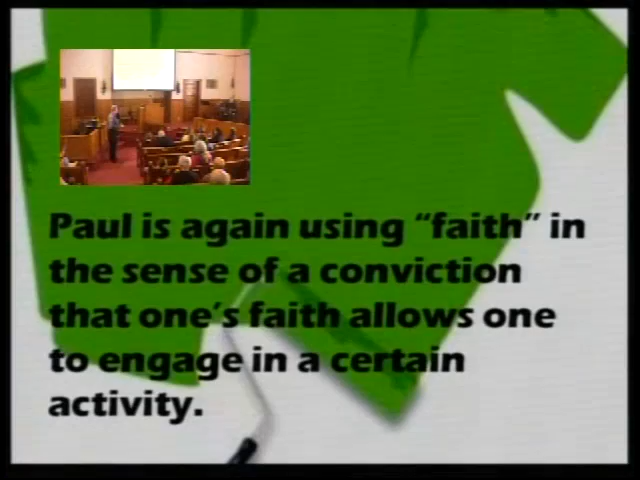 Paul is again using “faith” in
the sense of a conviction
that one’s faith allows one
to engage in a certain
activity.